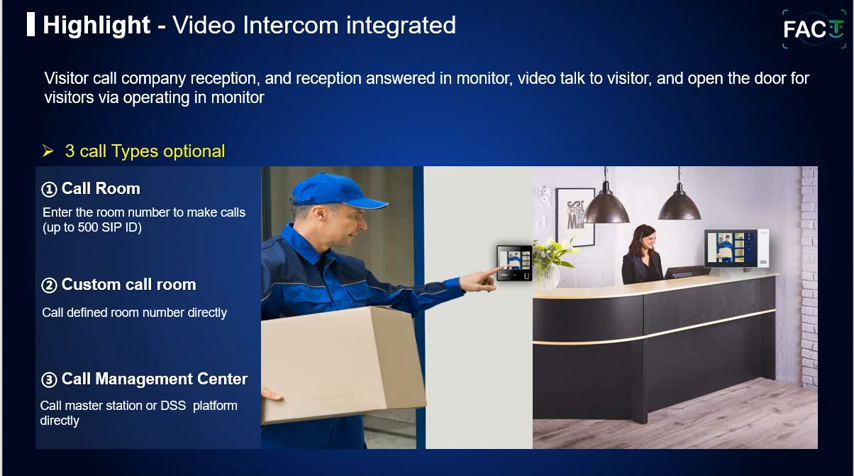 Highlight - Video Intercom integrated
FACT
Visitor call company reception, and reception answered in monitor, video talk to visitor, and open the door for
visitors via operating in monitor
➢ 3 call Types optional
① Call Room
Enter the room number to make calls
(up to 500 SIP ID)
② Custom call room
Call defined room number directly
③ Call Management Center
Call master station or DSS platform
directly